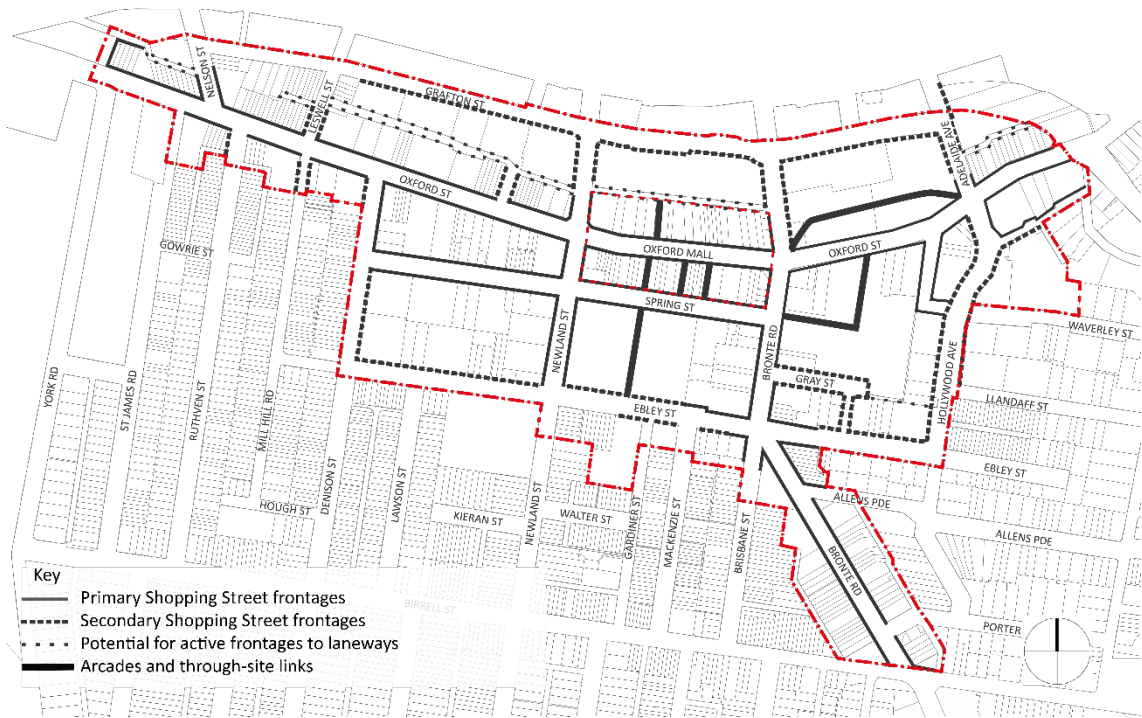 NELSON ST
LESWELL ST
GRAFTON ST
ADELAIDE AVE
OXFORD ST
OXFORD MALL
OXFORD ST
GOWRIE ST
SPRING ST
NEWLAND ST
BRONTE RD
WAVERLEY ST
HOLLYWOOD AVE
GRAY ST
LLANDAFF ST
YORK RD
ST JAMES RD
RUTHVEN ST
MILL HILL RD
EBLEY ST
EBLEY ST
DENISON ST
LAWSON ST
HOUGH ST
KIERAN ST
NEWLAND ST
WALTER ST
GARDINER ST
MACKENZIE ST
BRISBANE ST
ALLENS PDE
ALLENS PDE
BRONTE RD
BIRRELL ST
PORTER
Key
Primary Shopping Street frontages
Secondary Shopping Street frontages
Potential for active frontages to laneways
Arcades and through-site links